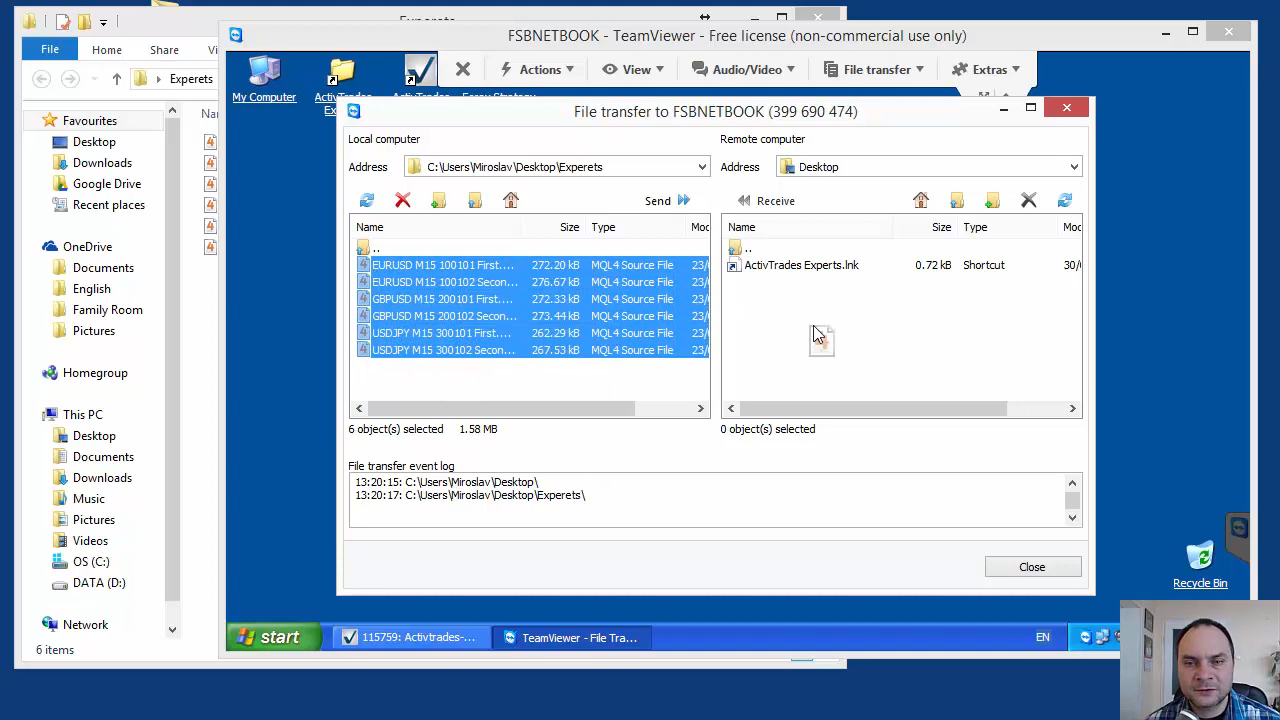 Experets
FSBNETBOOK - TeamViewer - Free license (non-commercial use only)
File
Home
Share
Actions
View
Audio/Video
File transfer
Extras
Experets
My Computer
File transfer to FSBNETBOOK (399 690 474)
Local computer
Remote computer
Address C:\Users\Miroslav\Desktop\Experets
Address Desktop
Send
Receive
Name Size Type
Name Size Type
..
..
EURUSD M15 100101 First.... 272.20 kB MQL4 Source File 23/
EURUSD M15 100102 Secon... 276.67 kB MQL4 Source File 23/
GBPUSD M15 200101 First.... 272.33 kB MQL4 Source File 23/
GBPUSD M15 200102 Secon... 273.44 kB MQL4 Source File 23/
USDJPY M15 300101 First.... 262.29 kB MQL4 Source File 23/
USDJPY M15 300102 Secon... 267.53 kB MQL4 Source File 23/
ActivTrades Experts.lnk 0.72 kB Shortcut 30/
6 object(s) selected 1.58 MB
0 object(s) selected
File transfer event log
13:20:15: C:\Users\Miroslav\Desktop\
13:20:17: C:\Users\Miroslav\Desktop\Experets\
Close
Favourites
Desktop
Downloads
Google Drive
Recent places
OneDrive
Documents
English
Family Room
Pictures
Homegroup
This PC
Desktop
Documents
Downloads
Music
Pictures
Videos
OS (C:)
DATA (D:)
Network
6 items
Recycle Bin
start
115759: Activtrades-...
TeamViewer - File Tra...
EN